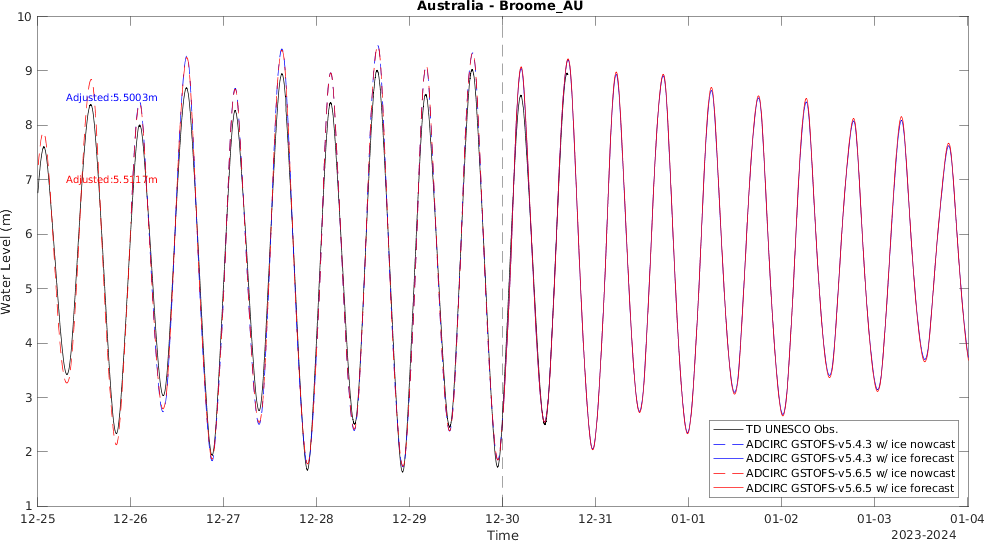 Australia - Broome_AU
10
9
8
7
6
5
4
3
2
1
Water Level (m)
Adjusted:5.5003m
Adjusted:5.5117m
TD UNESCO Obs.
ADCIRC GSTOFS-v5.4.3 w/ ice nowcast
ADCIRC GSTOFS-v5.4.3 w/ ice forecast
ADCIRC GSTOFS-v5.6.5 w/ ice nowcast
ADCIRC GSTOFS-v5.6.5 w/ ice forecast
12-25 12-26 12-27 12-28 12-29 12-30 12-31 01-01 01-02 01-03 01-04
Time
2023-2024